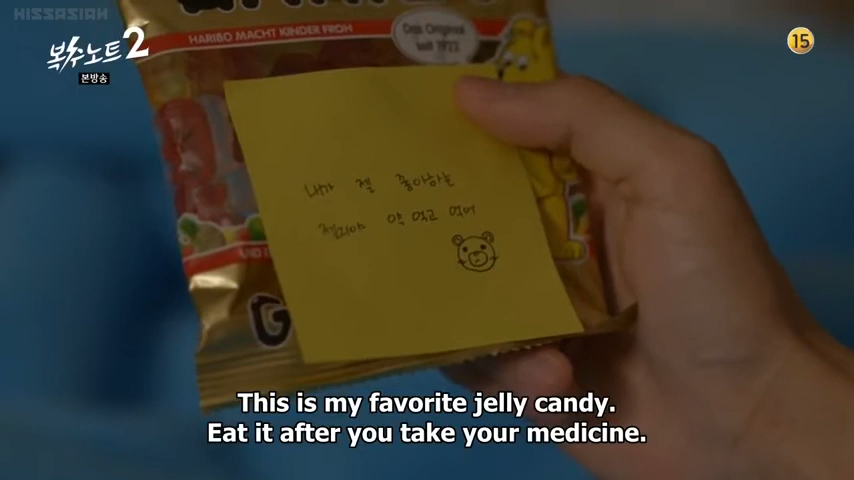 KISSASIAN
복수노트2
본방송
15
HARIBO MACHT KINDER FROH
Das Original
seit 1922
내가 젤 좋아하는
젤리야 약 먹고 먹어
UND E
G
This is my favorite jelly candy.
Eat it after you take your medicine.